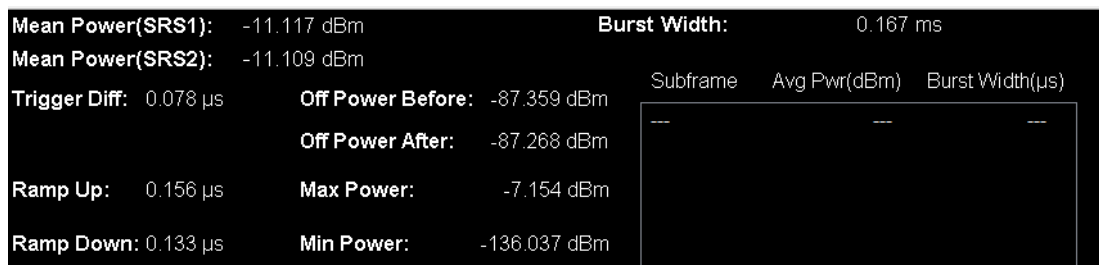 Mean Power(SRS1): -11.117 dBm Burst Width: 0.167 ms
Mean Power(SRS2): -11.109 dBm
Subframe Avg Pwr(dBm) Burst Width(µs)
Trigger Diff: 0.078 µs Off Power Before: -87.359 dBm
--- --- ---
Off Power After: -87.268 dBm
Ramp Up: 0.156 µs Max Power: -7.154 dBm
Ramp Down: 0.133 µs Min Power: -136.037 dBm